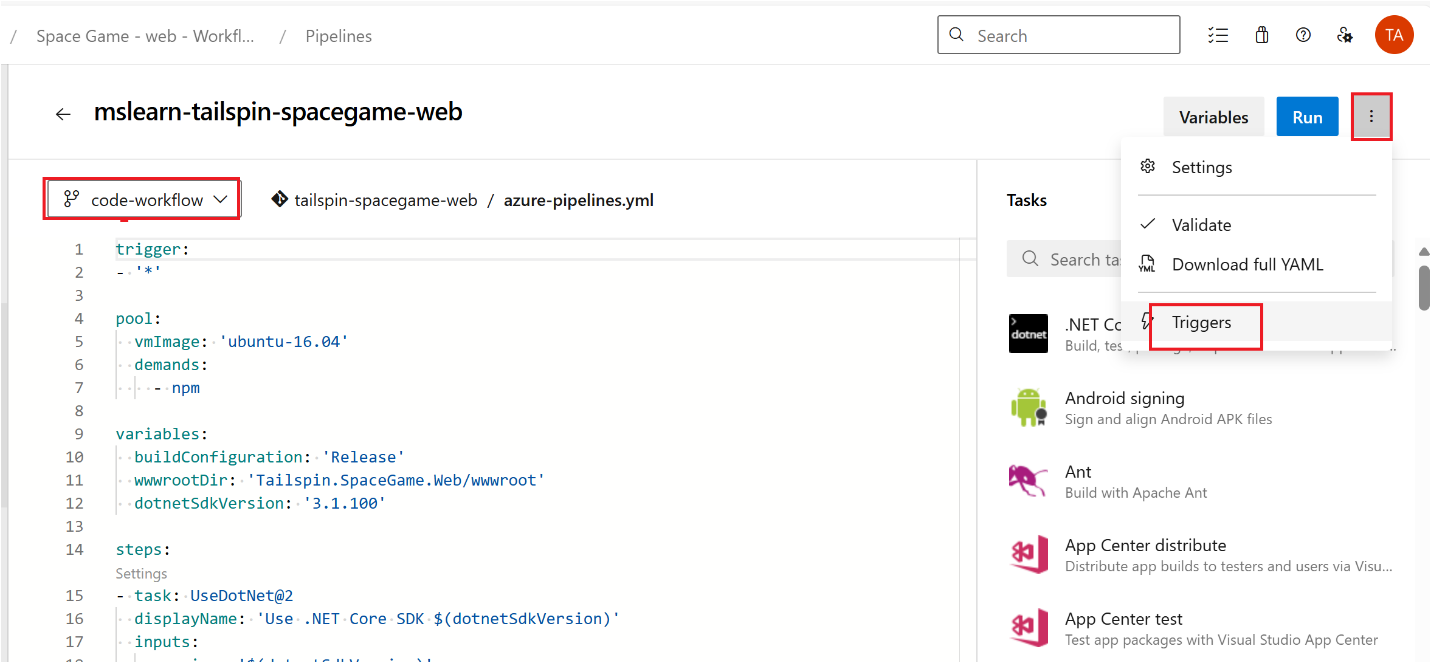 / Space Game - web - Workfl... / Pipelines
Search
TA
mslearn-tailspin-spacegame-web
Variables
Run
code-workflow
tailspin-spacegame-web / azure-pipelines.yml
1 trigger:
2 - '*'
3
4 pool:
5 vmImage: 'ubuntu-16.04'
6 demands:
7 - npm
8
9 variables:
10 buildConfiguration: 'Release'
11 wwwrootDir: 'Tailspin.SpaceGame.Web/wwwroot'
12 dotnetSdkVersion: '3.1.100'
13
14 steps:
Settings
15 - task: UseDotNet@2
16 displayName: 'Use .NET Core SDK $(dotnetSdkVersion)'
17 inputs:
Settings
Validate
YML
Download full YAML
Triggers
Tasks
Search ta
dotnet
.NET Co
Build, tes
Android signing
Sign and align Android APK files
Ant
Build with Apache Ant
App Center distribute
Distribute app builds to testers and users via Visu...
App Center test
Test app packages with Visual Studio App Center